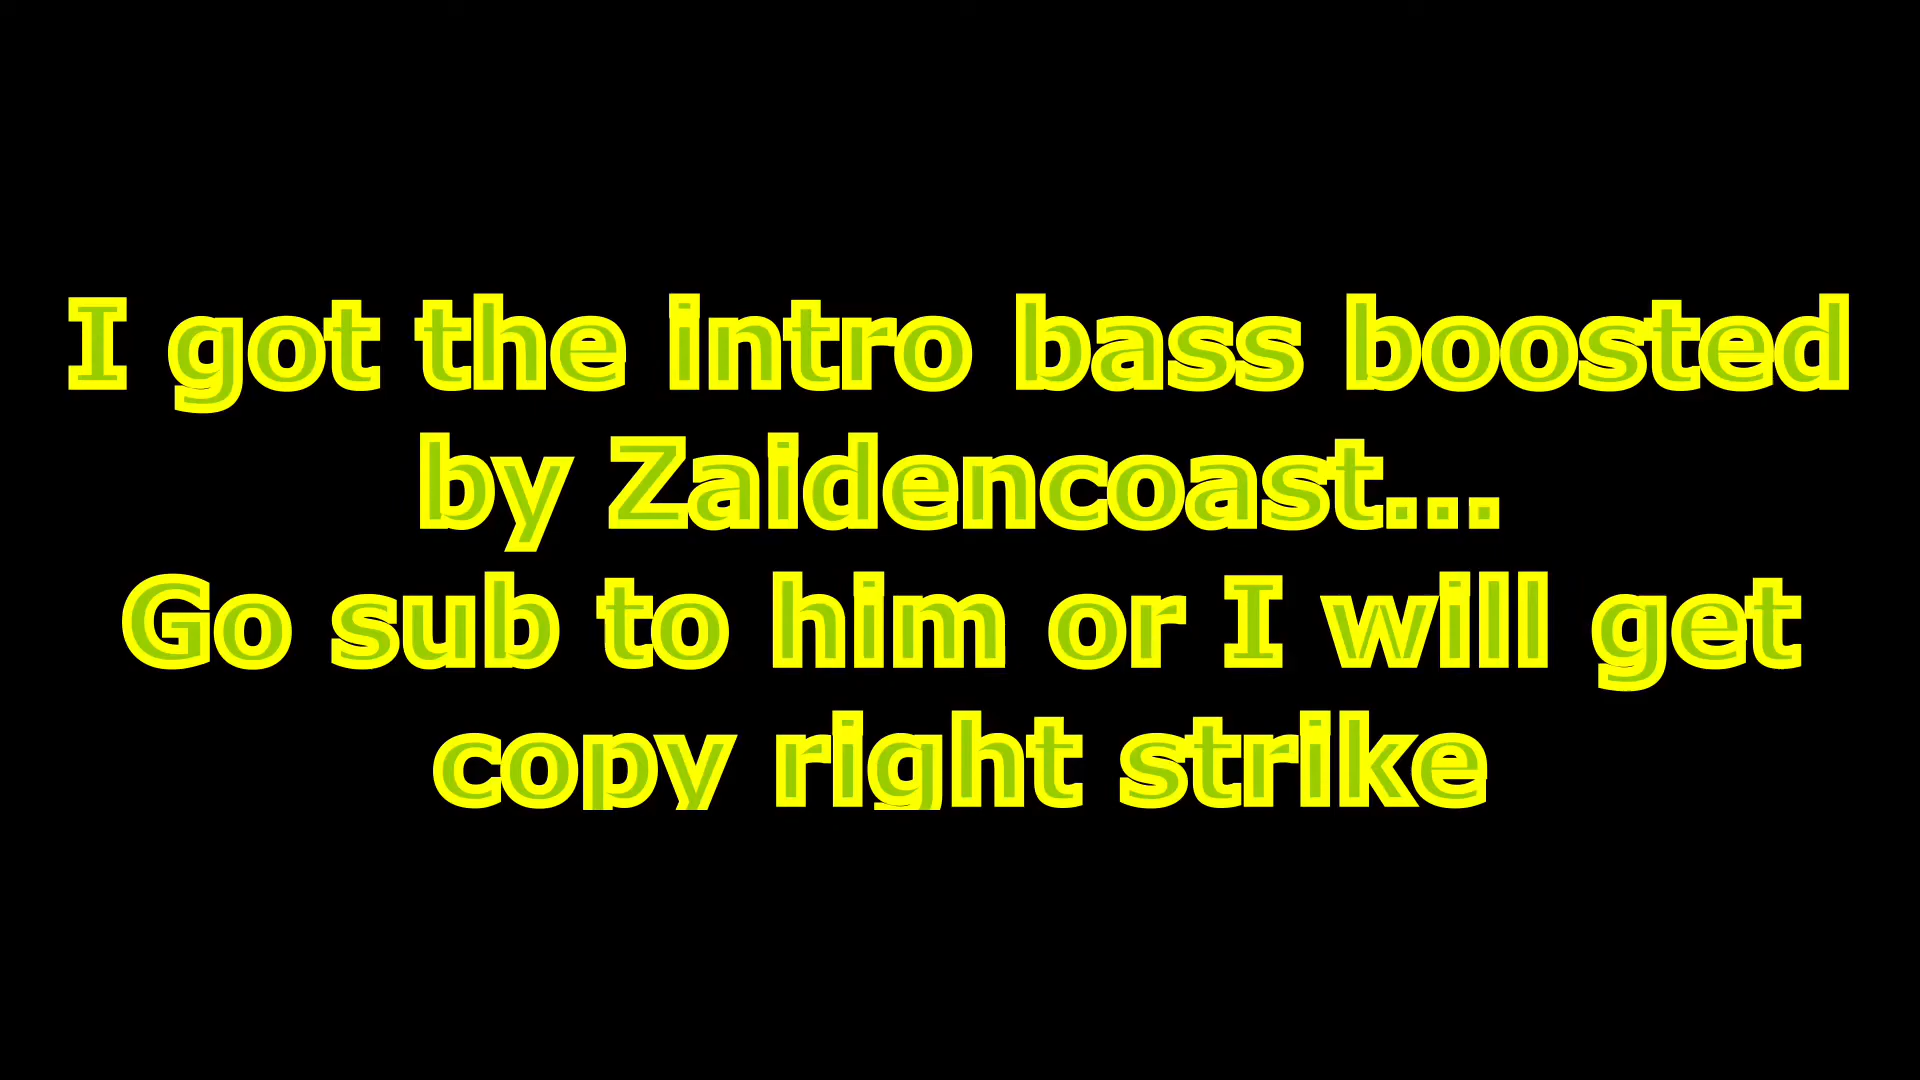 I got the intro bass boosted
by Zaidencoast...
Go sub to him or I will get
copy right strike